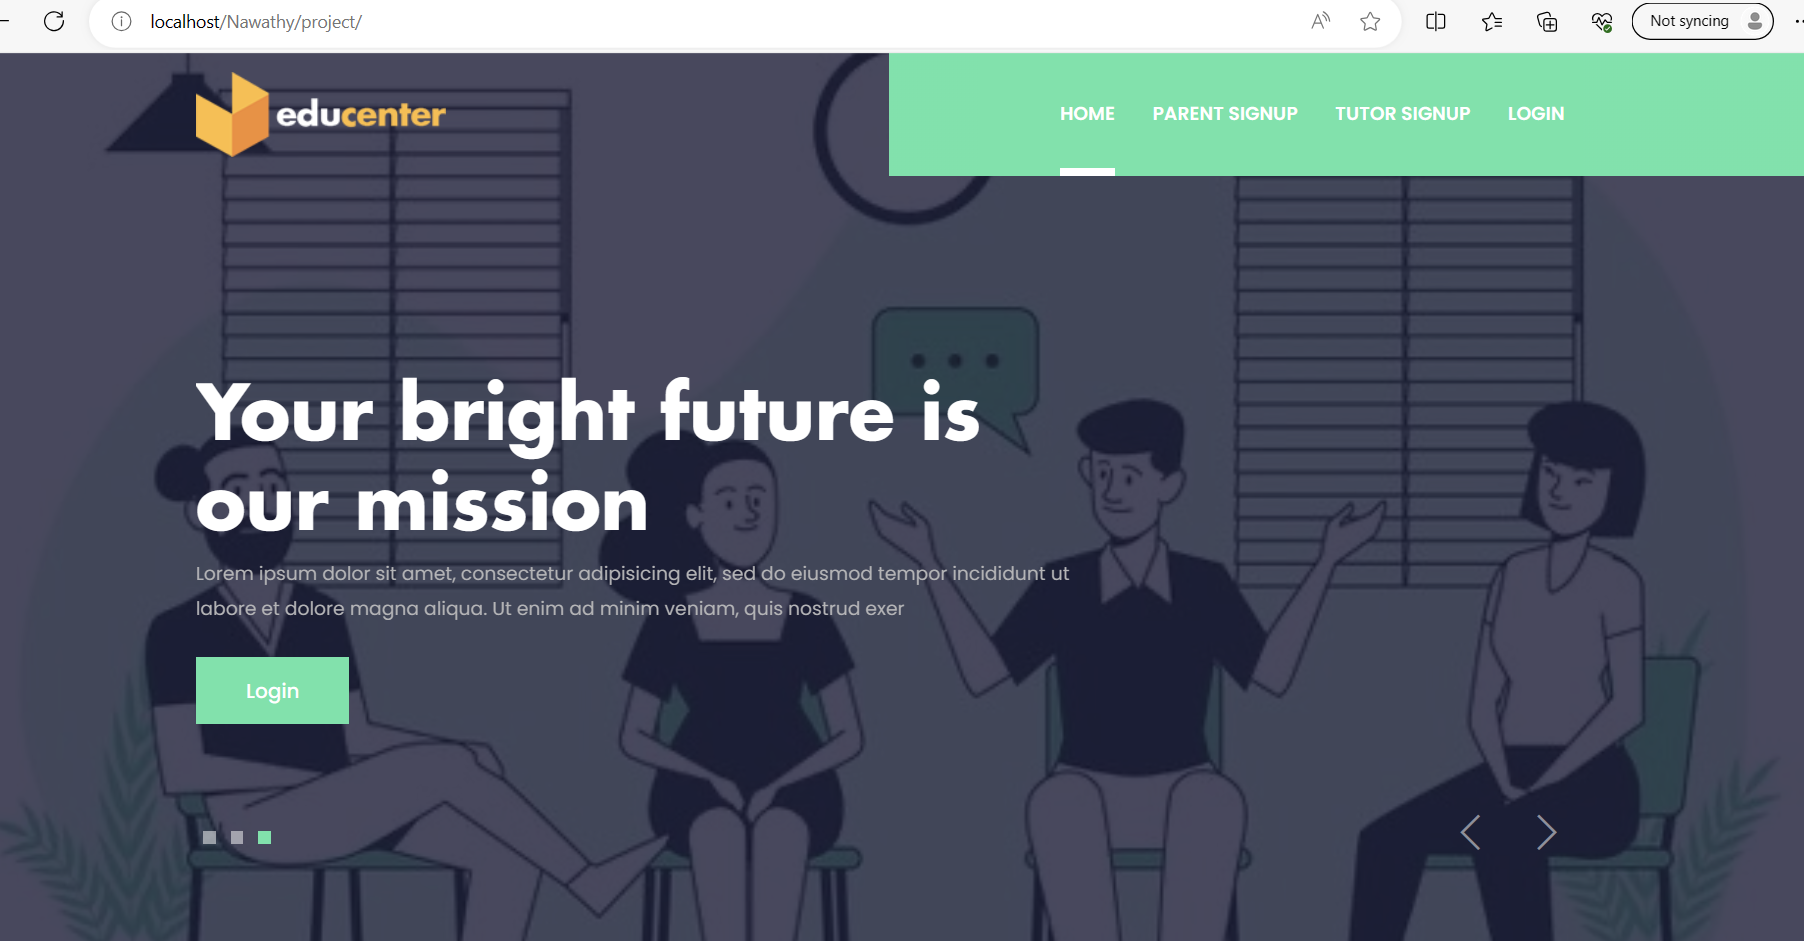 localhost/Nawathy/project/
Not syncing
educenter
HOME PARENT SIGNUP TUTOR SIGNUP LOGIN
Your bright future is
our mission
Lorem ipsum dolor sit amet, consectetur adipisicing elit, sed do eiusmod tempor incididunt ut
labore et dolore magna aliqua. Ut enim ad minim veniam, quis nostrud exer
Login